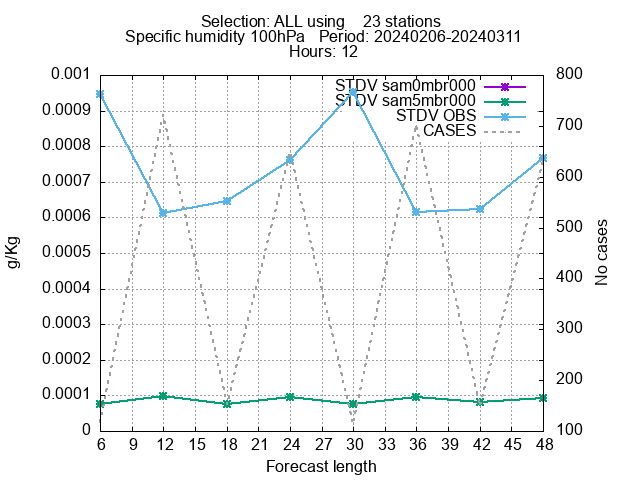 Selection: ALL using    23 stations
Specific humidity 100hPa   Period: 20240206-20240311
Hours: 12
STDV sam0mbr000
STDV sam5mbr000
STDV OBS
CASES
0.001
0.0009
0.0008
0.0007
0.0006
0.0005
0.0004
0.0003
0.0002
0.0001
0
g/Kg
800
700
600
500
400
300
200
100
No cases
6 9 12 15 18 21 24 27 30 33 36 39 42 45 48
Forecast length